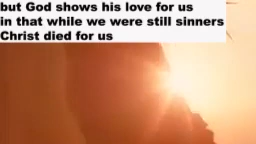 but God shows his love for us
in that while we were still sinners
Christ died for us